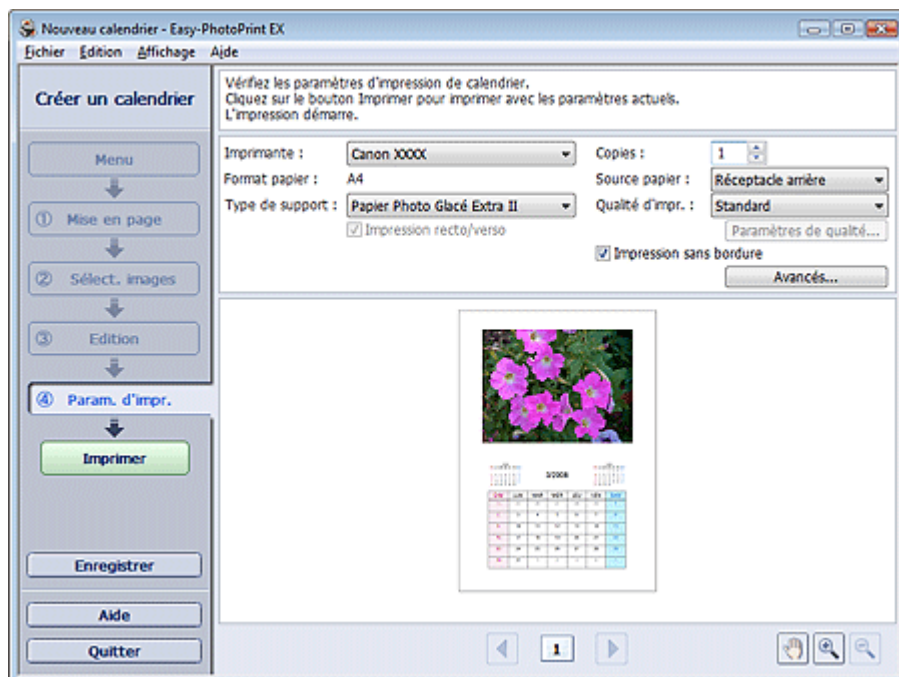 Nouveau calendrier - Easy-PhotoPrint EX
Fichier Édition Affichage Aide
Créer un calendrier
Menu
① Mise en page
② Sélect. images
③ Edition
④ Param. d'impr.
Imprimer
Enregistrer
Aide
Quitter
Vérifiez les paramètres d'impression de calendrier.
Cliquez sur le bouton Imprimer pour imprimer avec les paramètres actuels.
L'impression démarre.
Imprimante : Canon XXXX Copies : 1
Format papier : A4 Source papier : Réceptacle arrière
Type de support : Papier Photo Glacé Extra II Qualité d'impr. : Standard
Impression recto/verso Paramètres de qualité...
Impression sans bordure
Avancés...
3/2008
1